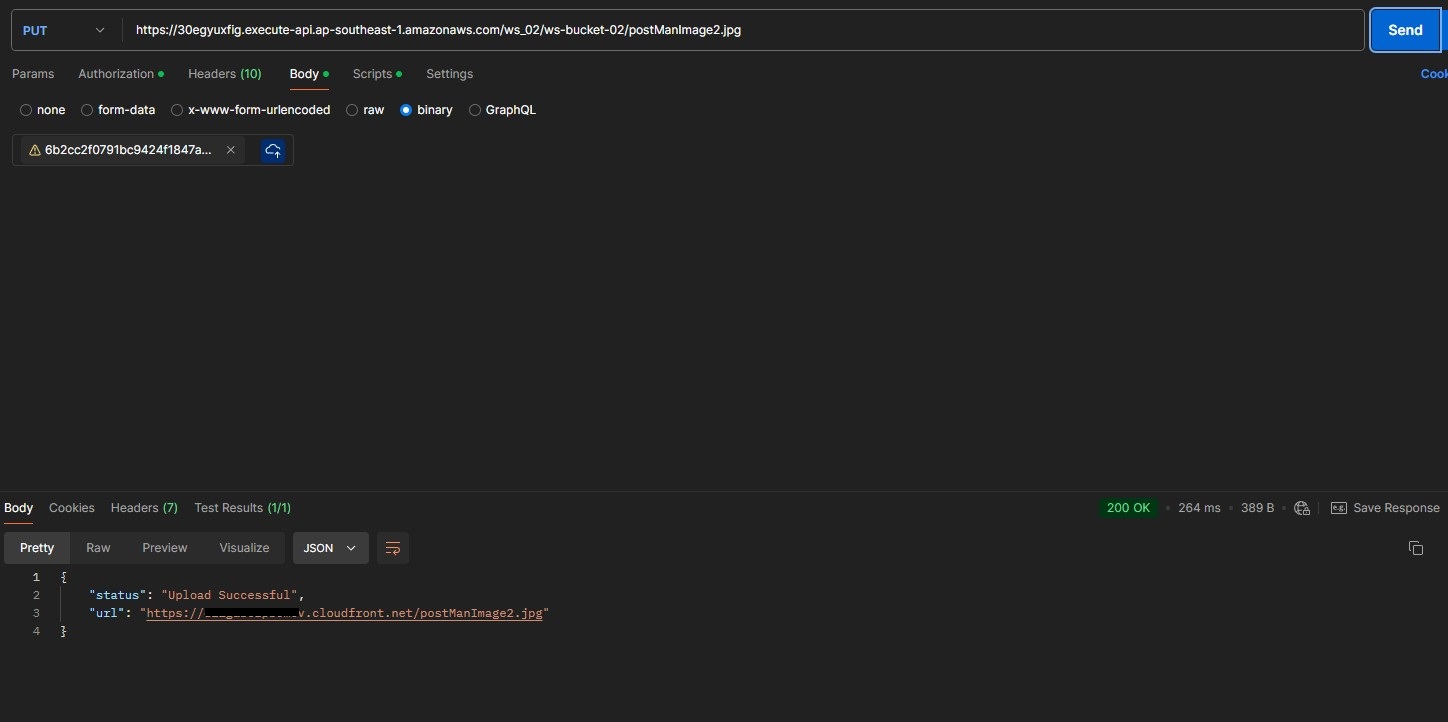 PUT https://30egyuxfig.execute-api.ap-southeast-1.amazonaws.com/ws_02/ws-bucket-02/postManImage2.jpg Send
Params Authorization Headers (10) Body Scripts Settings Cook
none form-data x-www-form-urlencoded raw binary GraphQL
6b2cc2f0791bc9424f1847a...
Body Cookies Headers (7) Test Results (1/1) 200 OK 264 ms 389 B e.g. Save Response
Pretty Raw Preview Visualize JSON
1 {
2 "status": "Upload Successful",
3 "url": "https:// v.cloudfront.net/postManImage2.jpg"
4 }